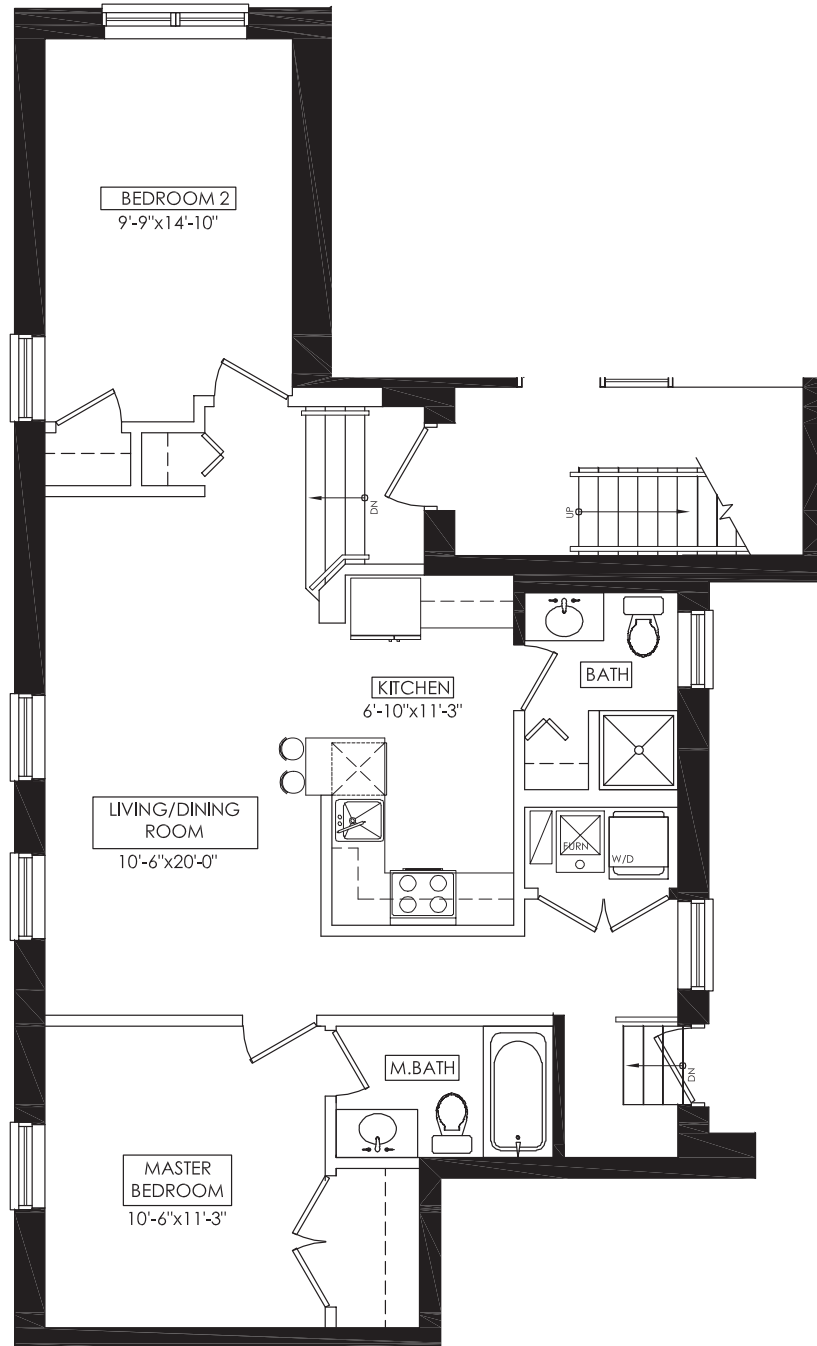 BEDROOM 2
9'-9"x14'-10"
DN
UP
BATH
KITCHEN
6'-10"x11'-3"
LIVING/DINING
ROOM
10'-6"x20'-0"
FURN
W/D
M.BATH
DN
MASTER
BEDROOM
10'-6"x11'-3"